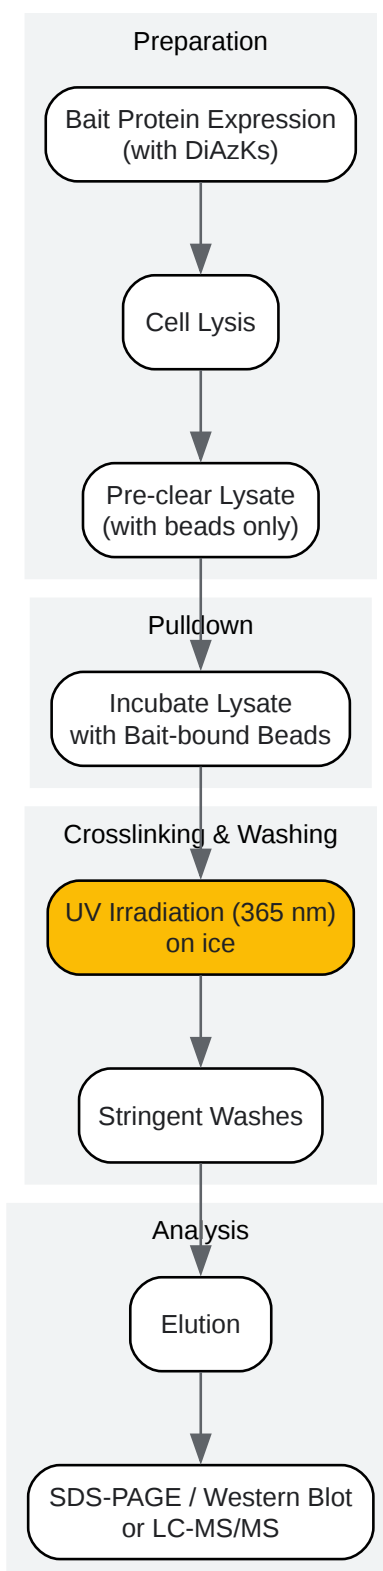 Preparation
Bait Protein Expression
(with DiAzKs)
Cell Lysis
Pre-clear Lysate
(with beads only)
Pulldown
Incubate Lysate
with Bait-bound Beads
Crosslinking & Washing
UV Irradiation (365 nm)
on ice
Stringent Washes
Analysis
Elution
SDS-PAGE / Western Blot
or LC-MS/MS